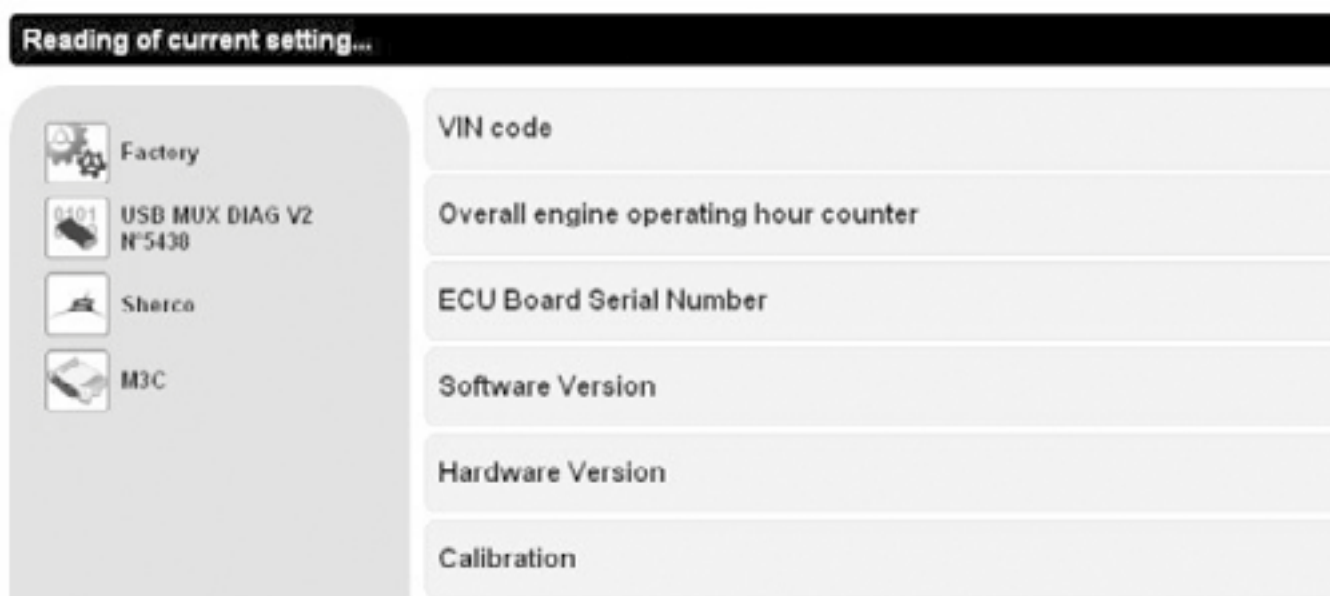 Reading of current setting...
Factory
USB MUX DIAG V2
N°5438
Sherco
M3C
VIN code
Overall engine operating hour counter
ECU Board Serial Number
Software Version
Hardware Version
Calibration